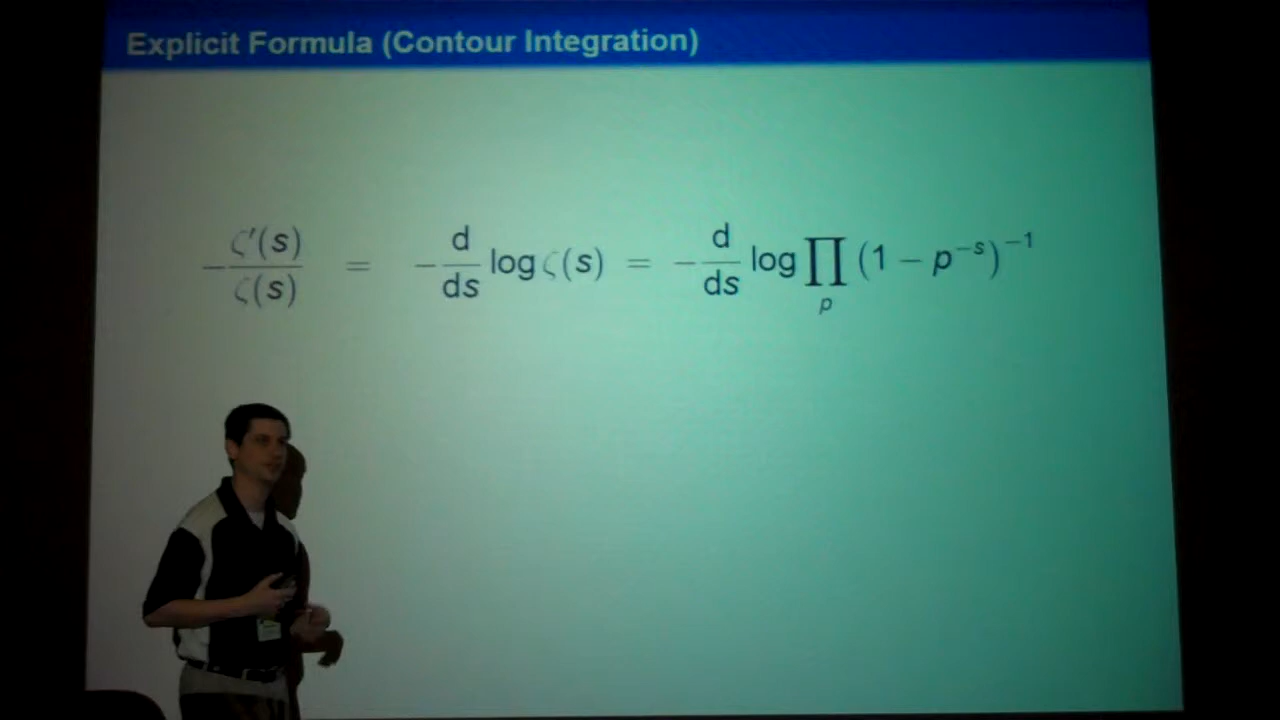 Explicit Formula (Contour Integration)
−ζ′(s)/ζ(s) = −d/ds log ζ(s) = −d/ds log ∏_p (1 − p^{−s})^{−1}